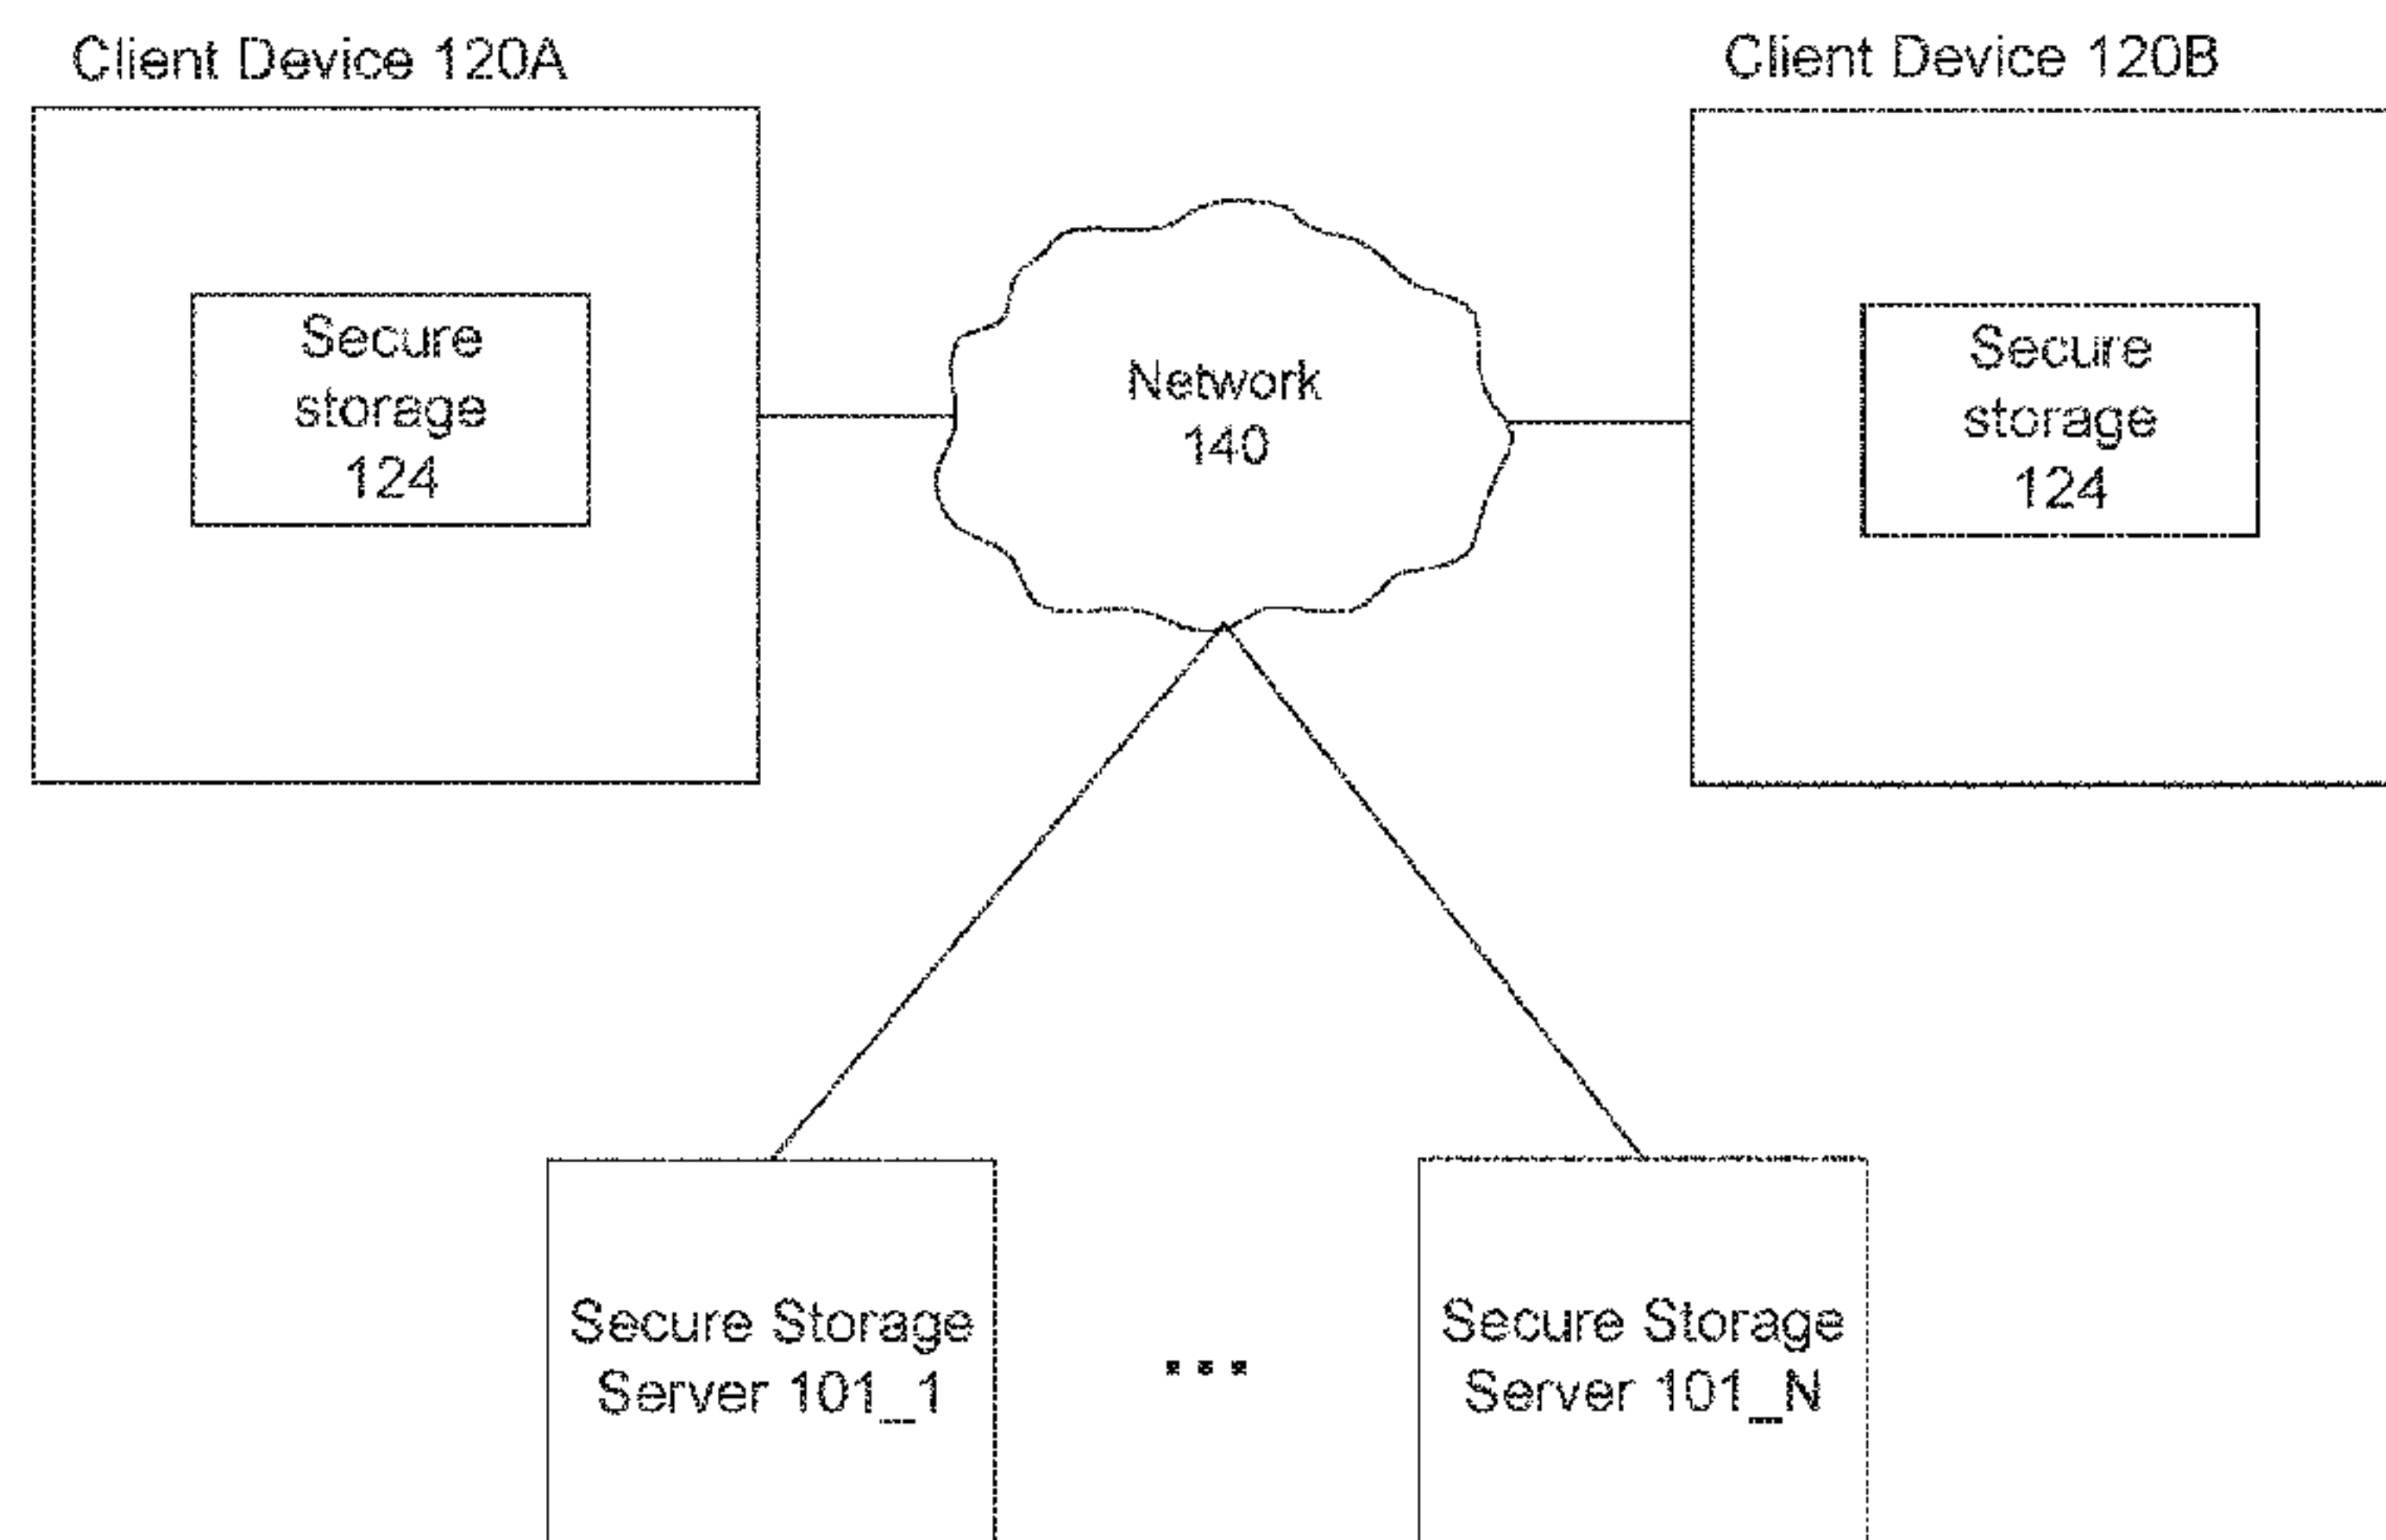 Client Device 120A
Client Device 120B
Secure
storage
124
Network
140
Secure
storage
124
Secure Storage
Server 101_1
...
Secure Storage
Server 101_N